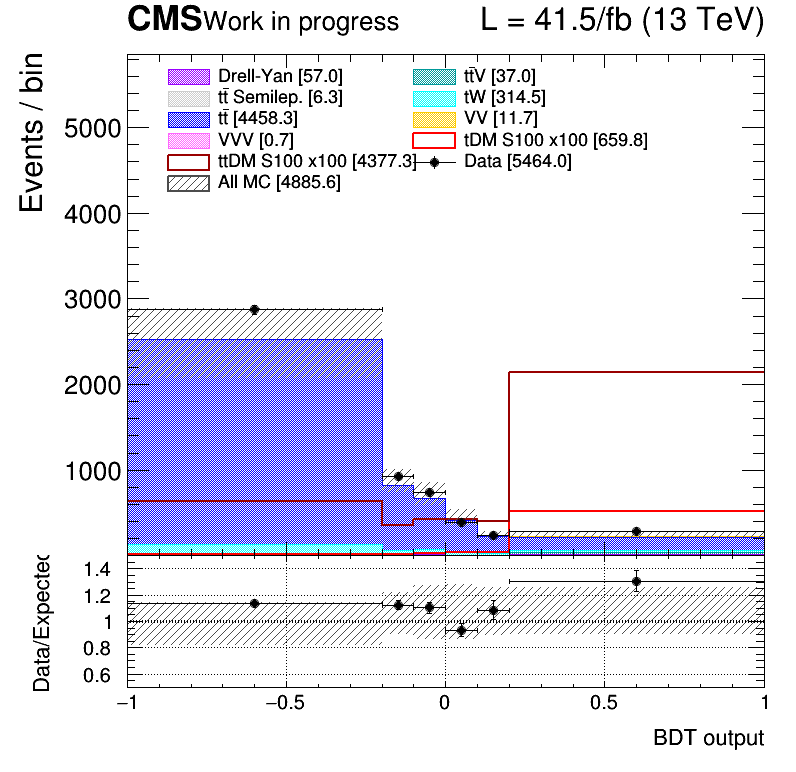 CMS Work in progress L = 41.5/fb (13 TeV)
Events / bin
Drell-Yan [57.0] tt̄V [37.0]
tt̄ Semilep. [6.3] tW [314.5]
tt̄ [4458.3] VV [11.7]
VVV [0.7] tDM S100 x100 [659.8]
ttDM S100 x100 [4377.3] Data [5464.0]
All MC [4885.6]
5000
4000
3000
2000
1000
Data/Expected
1.4
1.2
1
0.8
0.6
−1 −0.5 0 0.5 1
BDT output